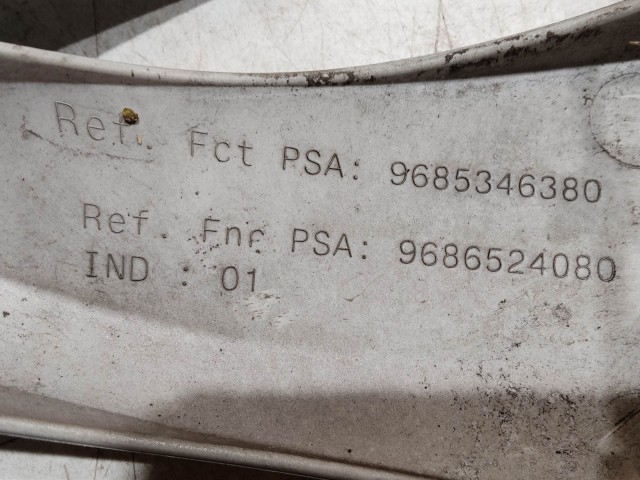 Ref. Fct PSA: 9685346380
Ref. Fnr PSA: 9686524080
IND : 01